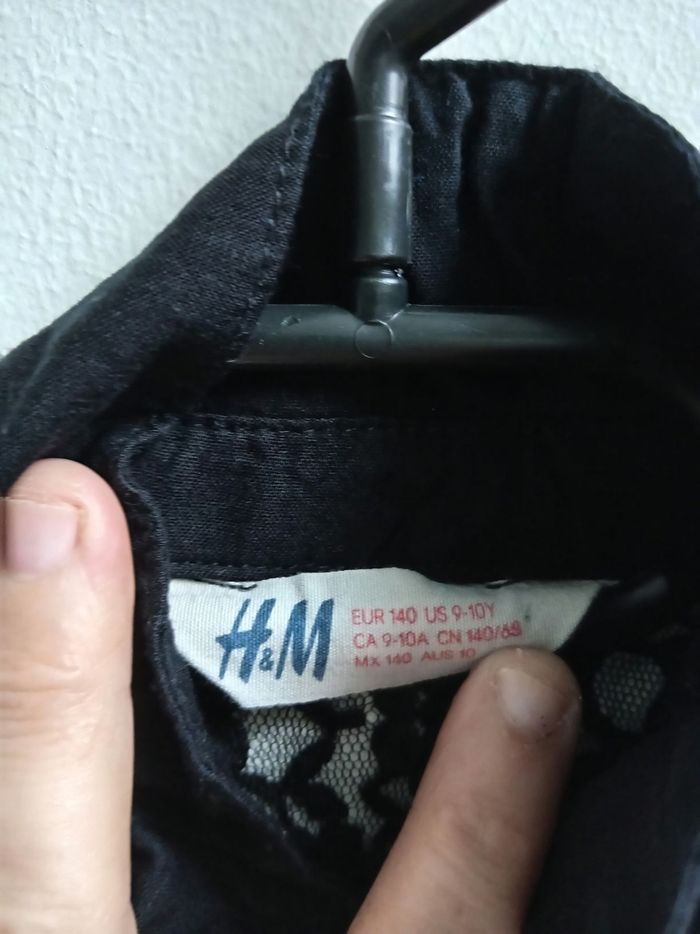 H&M
EUR 140 US 9-10Y
CA 9-10A CN 140/68
MX 140 AUS 10